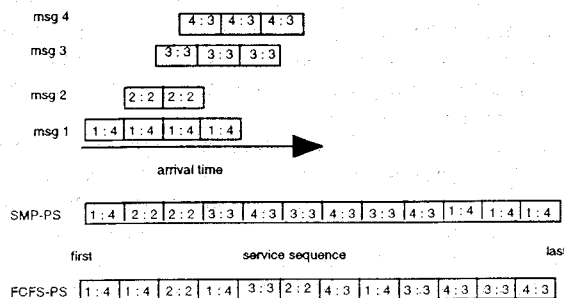 msg 4 4 : 3 4 : 3 4 : 3
msg 3 3 : 3 3 : 3 3 : 3
msg 2 2 : 2 2 : 2
msg 1 1 : 4 1 : 4 1 : 4 1 : 4
arrival time
SMP-PS 1 : 4 2 : 2 2 : 2 3 : 3 4 : 3 3 : 3 4 : 3 3 : 3 4 : 3 1 : 4 1 : 4 1 : 4
first service sequence last
FCFS-PS 1 : 4 1 : 4 2 : 2 1 : 4 3 : 3 2 : 2 4 : 3 1 : 4 3 : 3 4 : 3 3 : 3 4 : 3